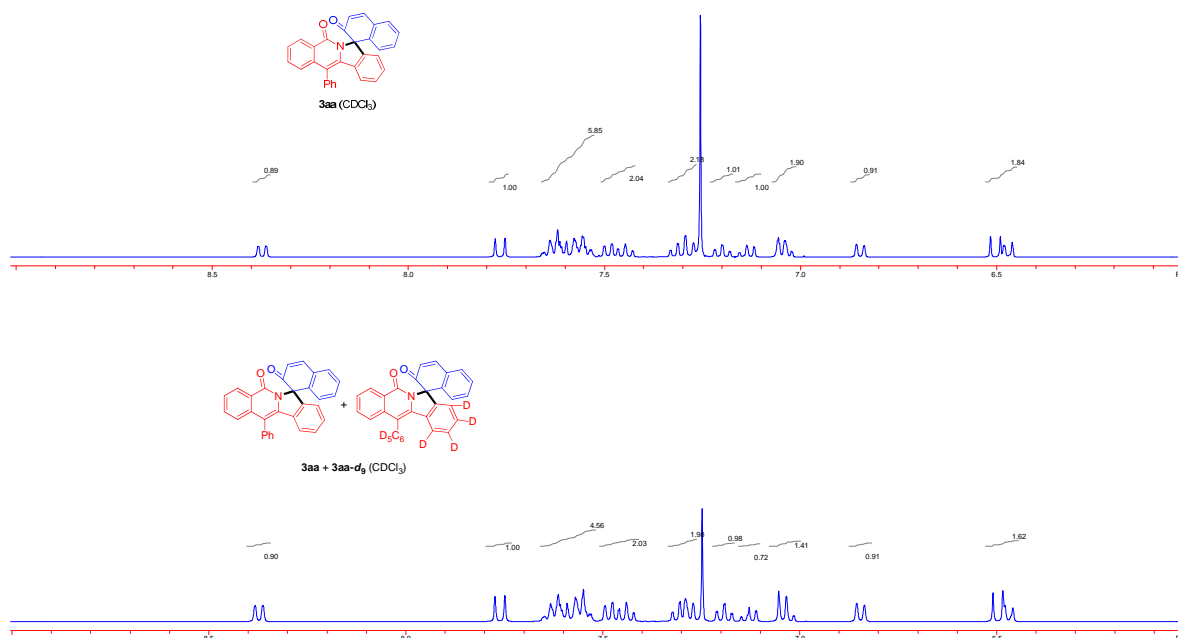 O
O
N
Ph
3aa (CDCl3)
0.89
1.00
5.85
2.04
2.18
1.01
1.00
1.90
0.91
1.84
8.5
8.0
7.5
7.0
6.5
O
O
N
Ph
+
O
O
N
D
D
D
D
D5C6
3aa + 3aa-d9 (CDCl3)
0.90
1.00
4.56
2.03
0.98
0.72
1.41
0.91
1.62